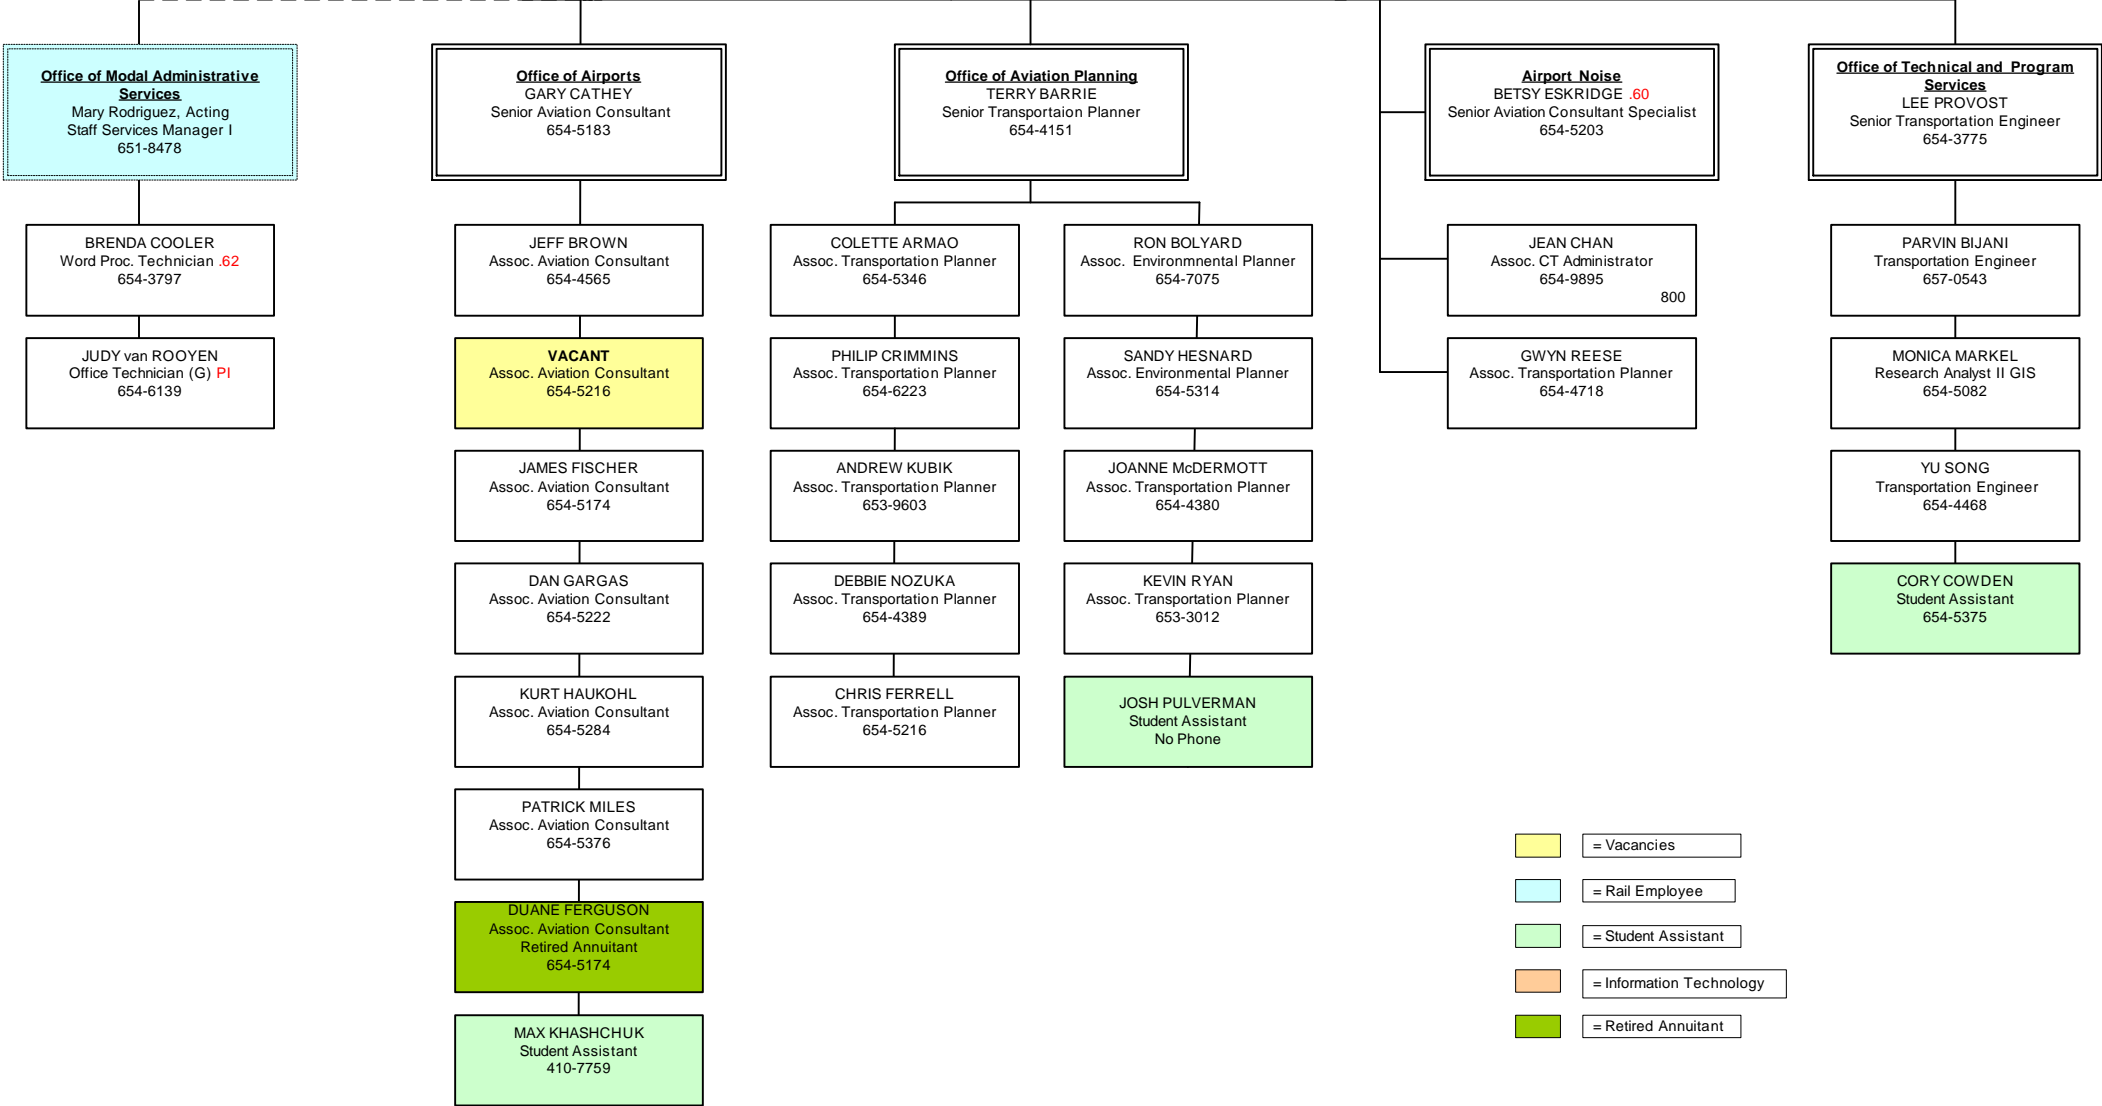 Office of Modal Administrative
Services
Mary Rodriguez, Acting
Staff Services Manager I
651-8478
BRENDA COOLER
Word Proc. Technician .62
654-3797
JUDY van ROOYEN
Office Technician (G) PI
654-6139
Office of Airports
GARY CATHEY
Senior Aviation Consultant
654-5183
JEFF BROWN
Assoc. Aviation Consultant
654-4565
VACANT
Assoc. Aviation Consultant
654-5216
JAMES FISCHER
Assoc. Aviation Consultant
654-5174
DAN GARGAS
Assoc. Aviation Consultant
654-5222
KURT HAUKOHL
Assoc. Aviation Consultant
654-5284
PATRICK MILES
Assoc. Aviation Consultant
654-5376
DUANE FERGUSON
Assoc. Aviation Consultant
Retired Annuitant
654-5174
MAX KHASHCHUK
Student Assistant
410-7759
Office of Aviation Planning
TERRY BARRIE
Senior Transportaion Planner
654-4151
COLETTE ARMAO
Assoc. Transportation Planner
654-5346
PHILIP CRIMMINS
Assoc. Transportation Planner
654-6223
ANDREW KUBIK
Assoc. Transportation Planner
653-9603
DEBBIE NOZUKA
Assoc. Transportation Planner
654-4389
CHRIS FERRELL
Assoc. Transportation Planner
654-5216
RON BOLYARD
Assoc. Environmnental Planner
654-7075
SANDY HESNARD
Assoc. Environmental Planner
654-5314
JOANNE McDERMOTT
Assoc. Transportation Planner
654-4380
KEVIN RYAN
Assoc. Transportation Planner
653-3012
JOSH PULVERMAN
Student Assistant
No Phone
Airport Noise
BETSY ESKRIDGE .60
Senior Aviation Consultant Specialist
654-5203
JEAN CHAN
Assoc. CT Administrator
654-9895
800
GWYN REESE
Assoc. Transportation Planner
654-4718
Office of Technical and Program
Services
LEE PROVOST
Senior Transportation Engineer
654-3775
PARVIN BIJANI
Transportation Engineer
657-0543
MONICA MARKEL
Research Analyst II GIS
654-5082
YU SONG
Transportation Engineer
654-4468
CORY COWDEN
Student Assistant
654-5375
= Vacancies
= Rail Employee
= Student Assistant
= Information Technology
= Retired Annuitant